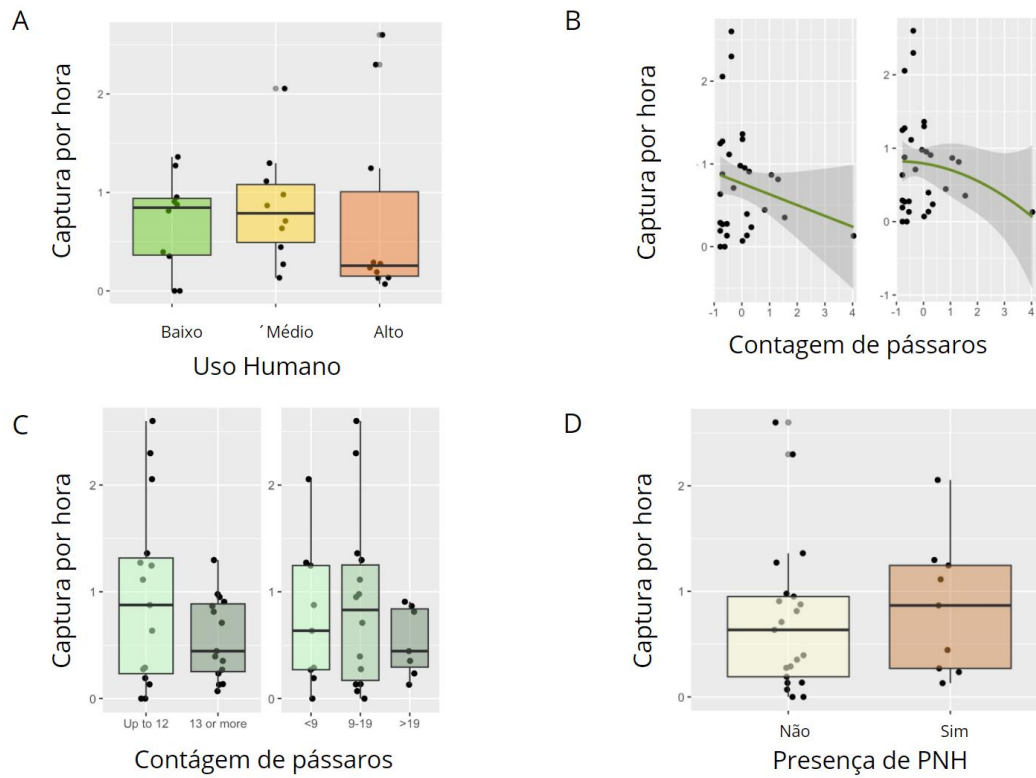 A
Captura por hora
2
1
0
Baixo
´Médio
Alto
Uso Humano
B
Captura por hora
2
1
0
-1 0 1 2 3 4
2
1
0
-1
-1 0 1 2 3 4
Contagem de pássaros
C
Captura por hora
2
1
0
Up to 12
13 or more
2
1
0
<9
9-19
>19
Contágem de pássaros
D
Captura por hora
2
1
0
Não
Sim
Presença de PNH